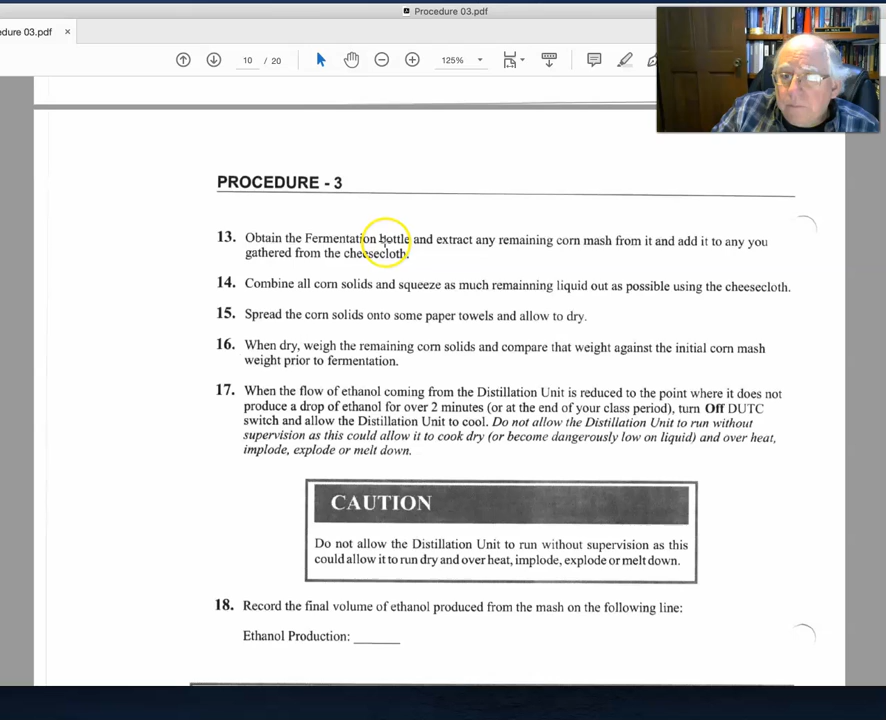 Procedure 03.pdf
dure 03.pdf ×
10 / 20
125%
PROCEDURE - 3
13. Obtain the Fermentation bottle and extract any remaining corn mash from it and add it to any you
gathered from the cheesecloth.
14. Combine all corn solids and squeeze as much remainning liquid out as possible using the cheesecloth.
15. Spread the corn solids onto some paper towels and allow to dry.
16. When dry, weigh the remaining corn solids and compare that weight against the initial corn mash
weight prior to fermentation.
17. When the flow of ethanol coming from the Distillation Unit is reduced to the point where it does not
produce a drop of ethanol for over 2 minutes (or at the end of your class period), turn Off DUTC
switch and allow the Distillation Unit to cool. Do not allow the Distillation Unit to run without
supervision as this could allow it to cook dry (or become dangerously low on liquid) and over heat,
implode, explode or melt down.
CAUTION
Do not allow the Distillation Unit to run without supervision as this
could allow it to run dry and over heat, implode, explode or melt down.
18. Record the final volume of ethanol produced from the mash on the following line:
Ethanol Production: ______